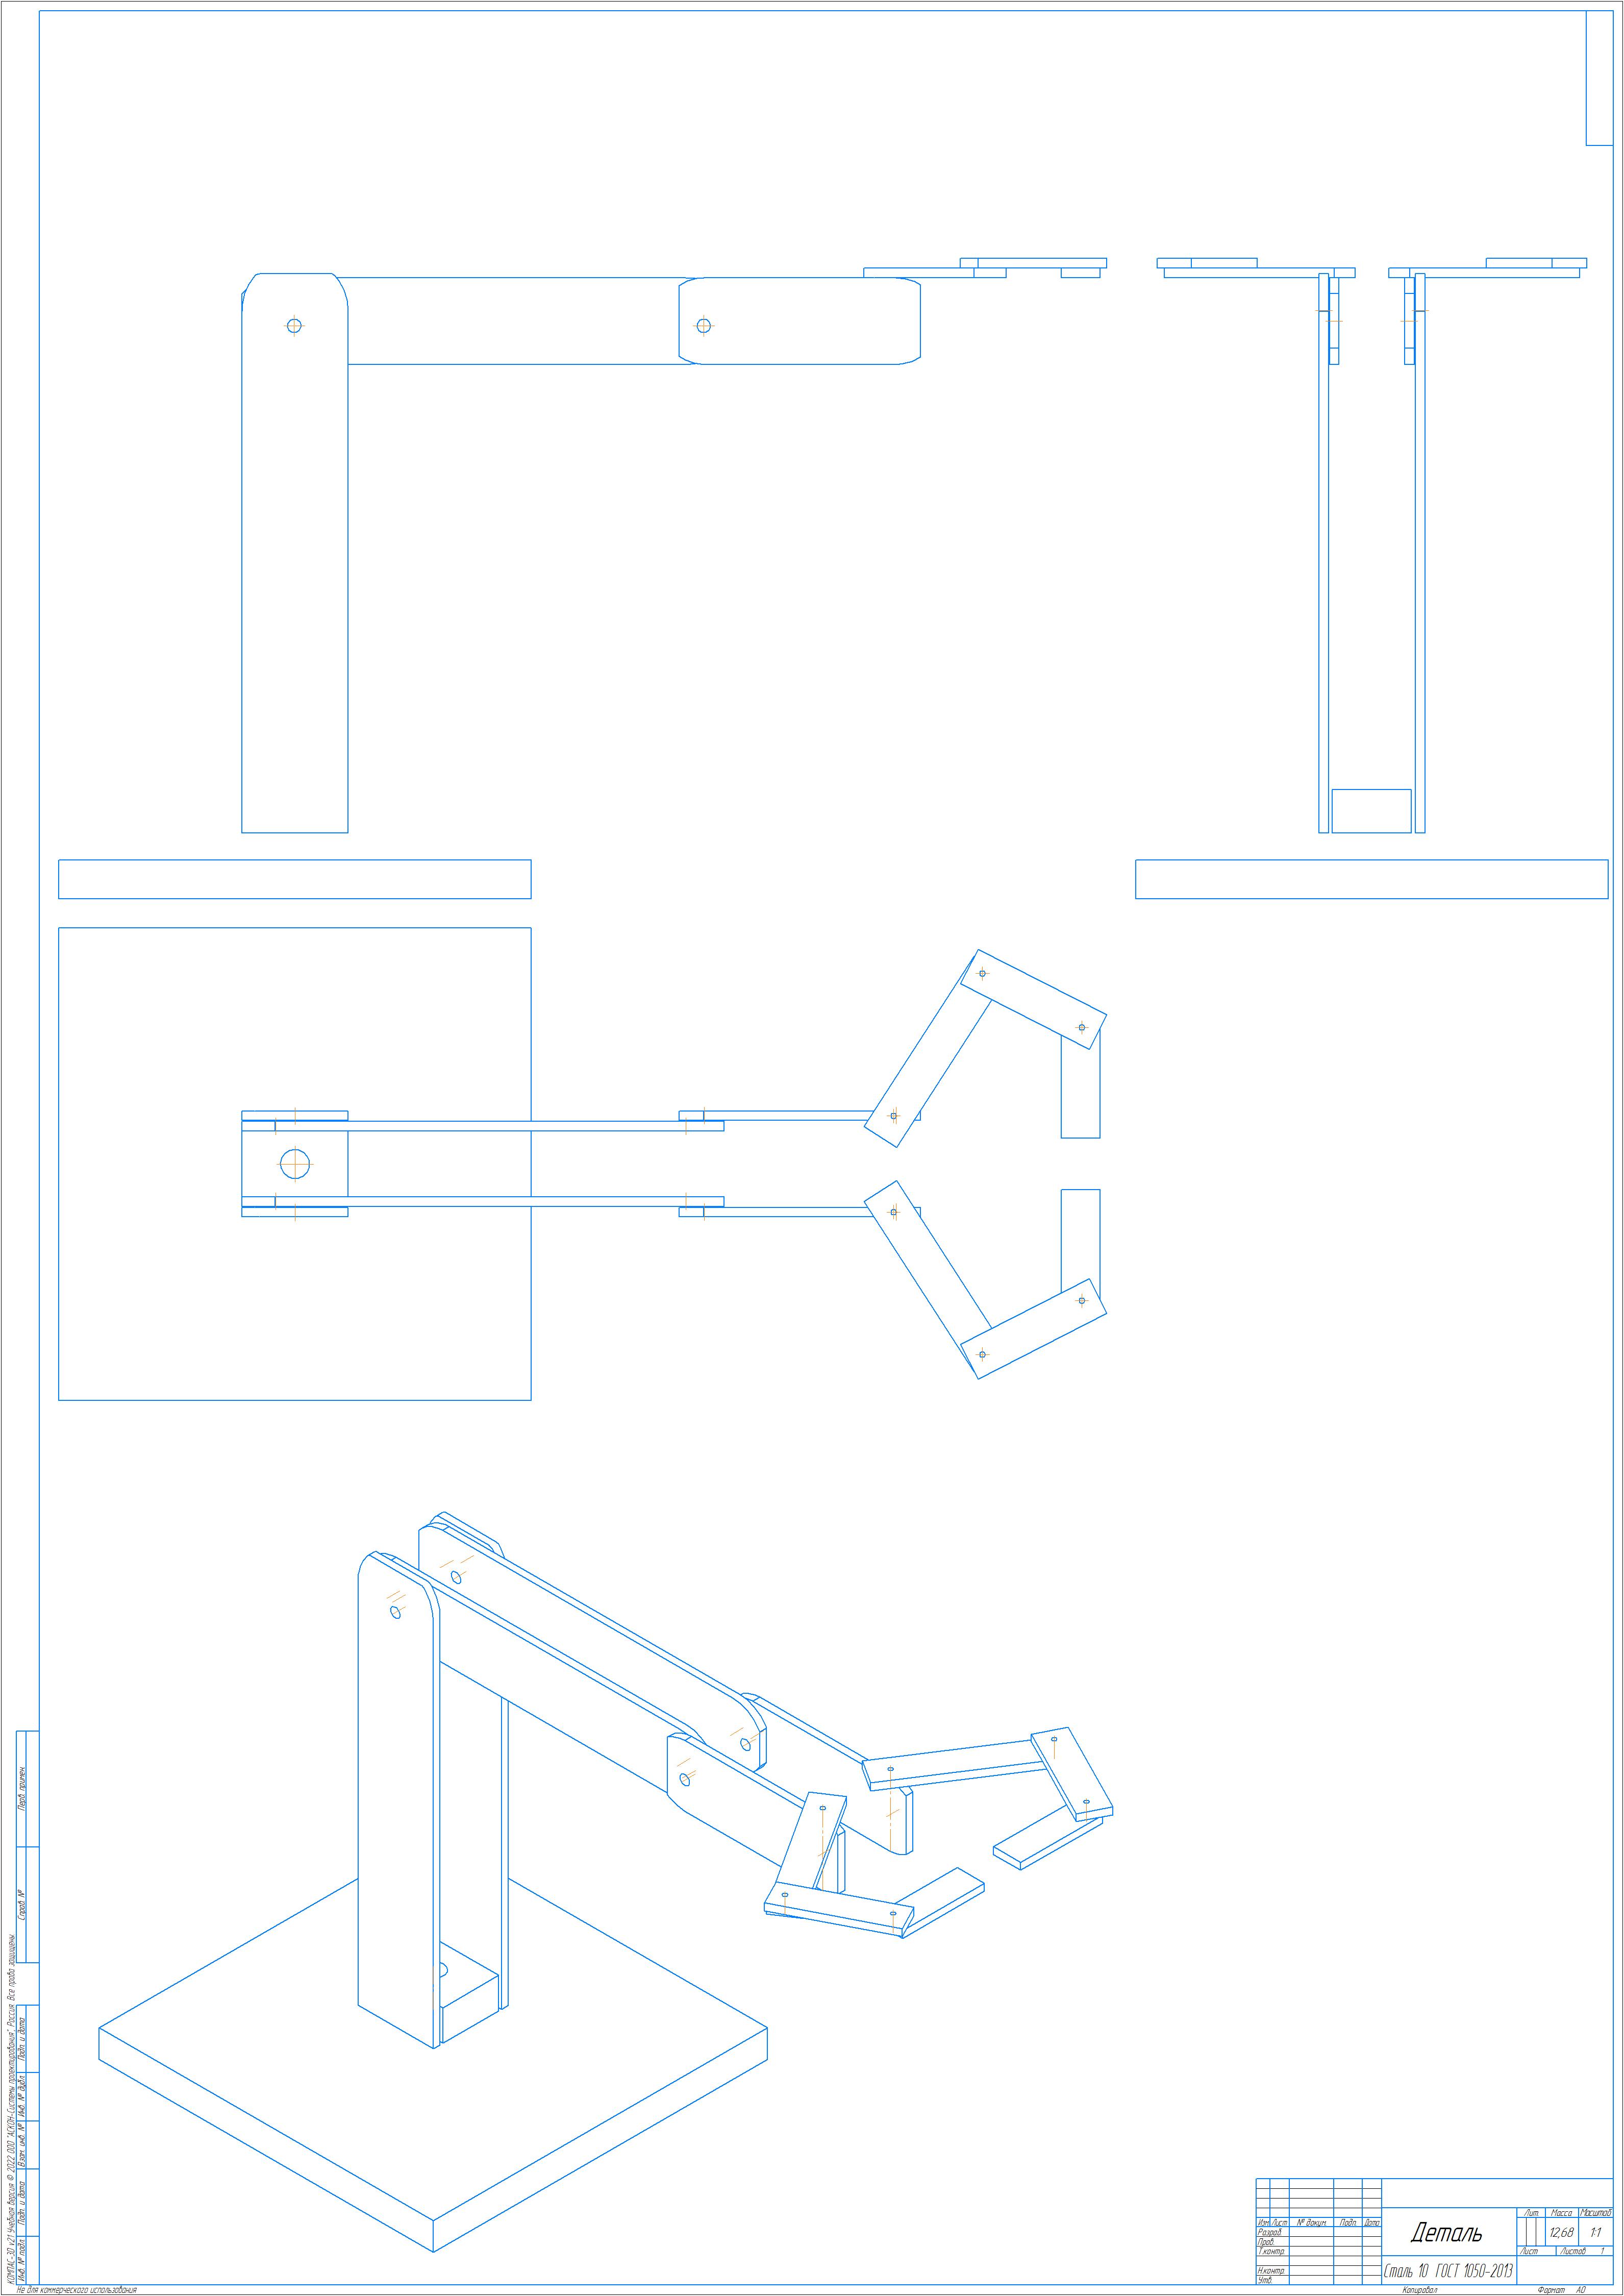 Перв. примен.
Справ. №
Подп. и дата
Инв. № дубл.
Взам. инв. №
Подп. и дата
Инв. № подл.
КОМПАС-3D v21 Учебная версия © 2022 ООО "АСКОН-Системы проектирования", Россия. Все права защищены.
Не для коммерческого использования
Изм. Лист № докум. Подп. Дата
Разраб.
Пров.
Т.контр.
Н.контр.
Утв.
Деталь
Лит. Масса Масштаб
12,68 1:1
Лист Листов 1
Сталь 10 ГОСТ 1050-2013
Копировал Формат А0